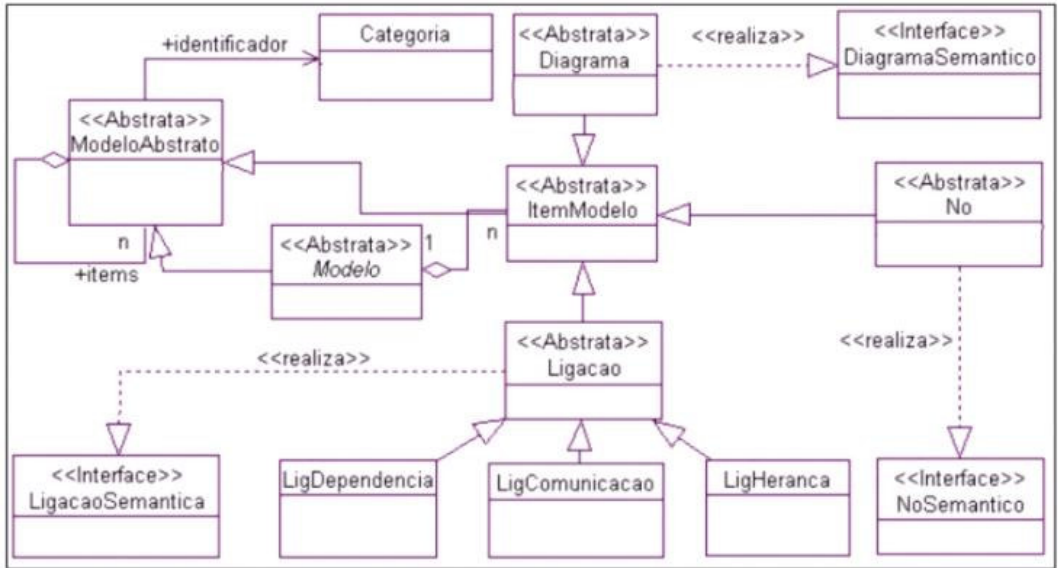 Categoria
+identificador
<<Abstrata>>
Diagrama
<<realiza>>
<<Interface>>
DiagramaSemantico
<<Abstrata>>
ModeloAbstrato
n
+items
<<Abstrata>>
Modelo
1
n
<<Abstrata>>
ItemModelo
<<Abstrata>>
No
<<realiza>>
<<Abstrata>>
Ligacao
<<realiza>>
<<Interface>>
LigacaoSemantica
LigDependencia
LigComunicacao
LigHeranca
<<Interface>>
NoSemantico